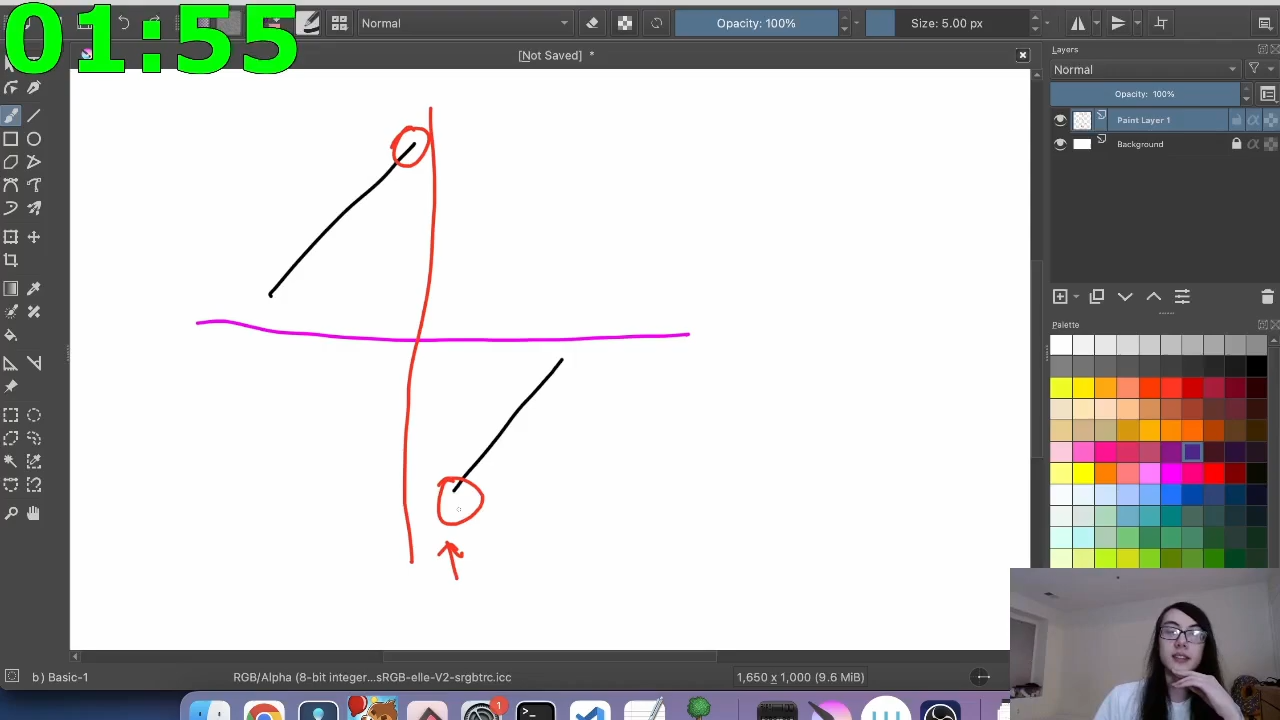 01:55
Normal
Opacity: 100%
Size: 5.00 px
[Not Saved] *
Layers
Normal
Opacity: 100%
Paint Layer 1
Background
Palette
b) Basic-1
RGB/Alpha (8-bit integer...sRGB-elle-V2-srgbtrc.icc
1,650 x 1,000 (9.6 MiB)
1